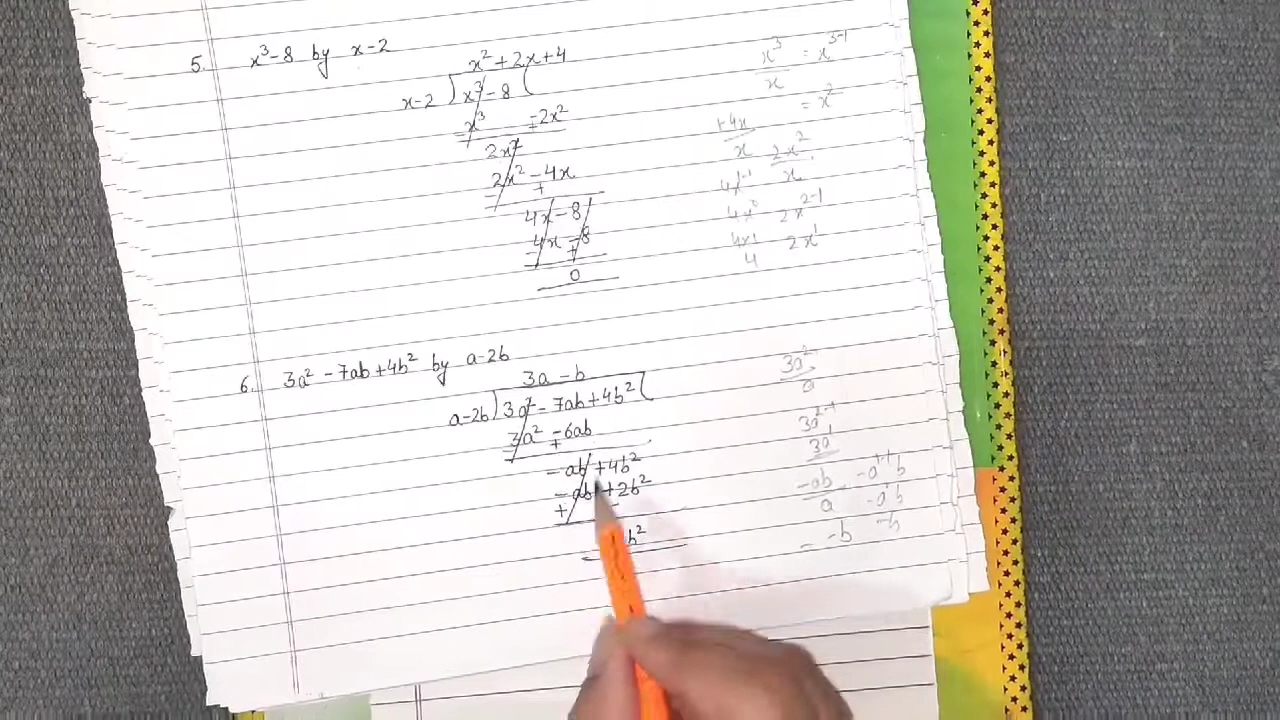 5. x³-8 by x-2
x²+2x+4
x-2 ) x³-8 (
x³ -2x²
- +
2x²
2x²-4x
- +
4x-8
4x-8
- +
0
x³/x = x³⁻¹
= x²
+4x/x 2x²/x
4x¹⁻¹ 2x²⁻¹
4x⁰ 2x¹
4x1
4
6. 3a²-7ab+4b² by a-2b
3a-b
a-2b ) 3a²-7ab+4b² (
3a²-6ab
- +
-ab+4b²
-ab+2b²
+ -
b²
3a²/a
3a²⁻¹
3a¹
-ab/a -a¹⁻¹b
-a⁰b
= -b -b